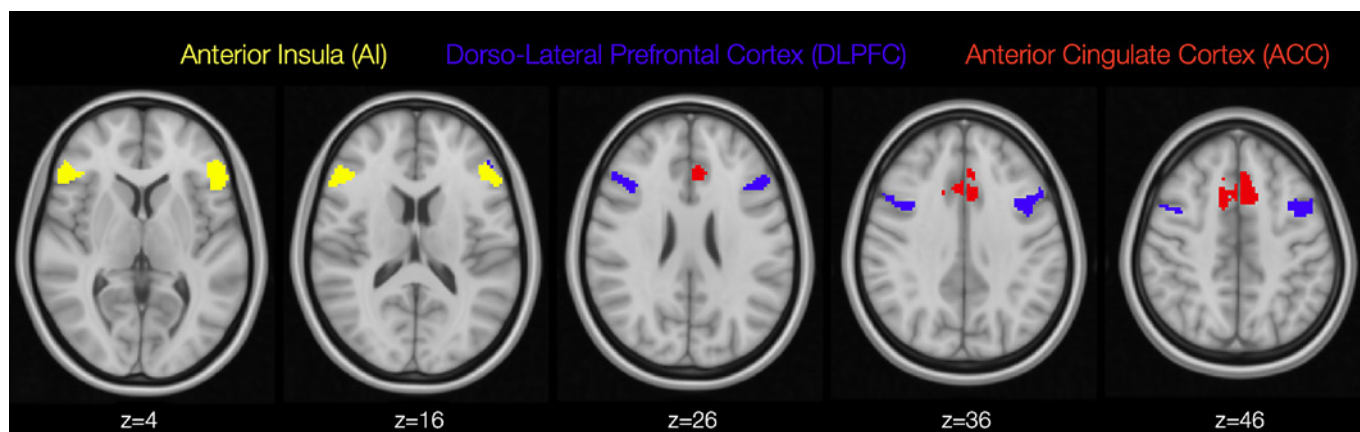 Anterior Insula (AI) Dorso-Lateral Prefrontal Cortex (DLPFC) Anterior Cingulate Cortex (ACC)
z=4 z=16 z=26 z=36 z=46